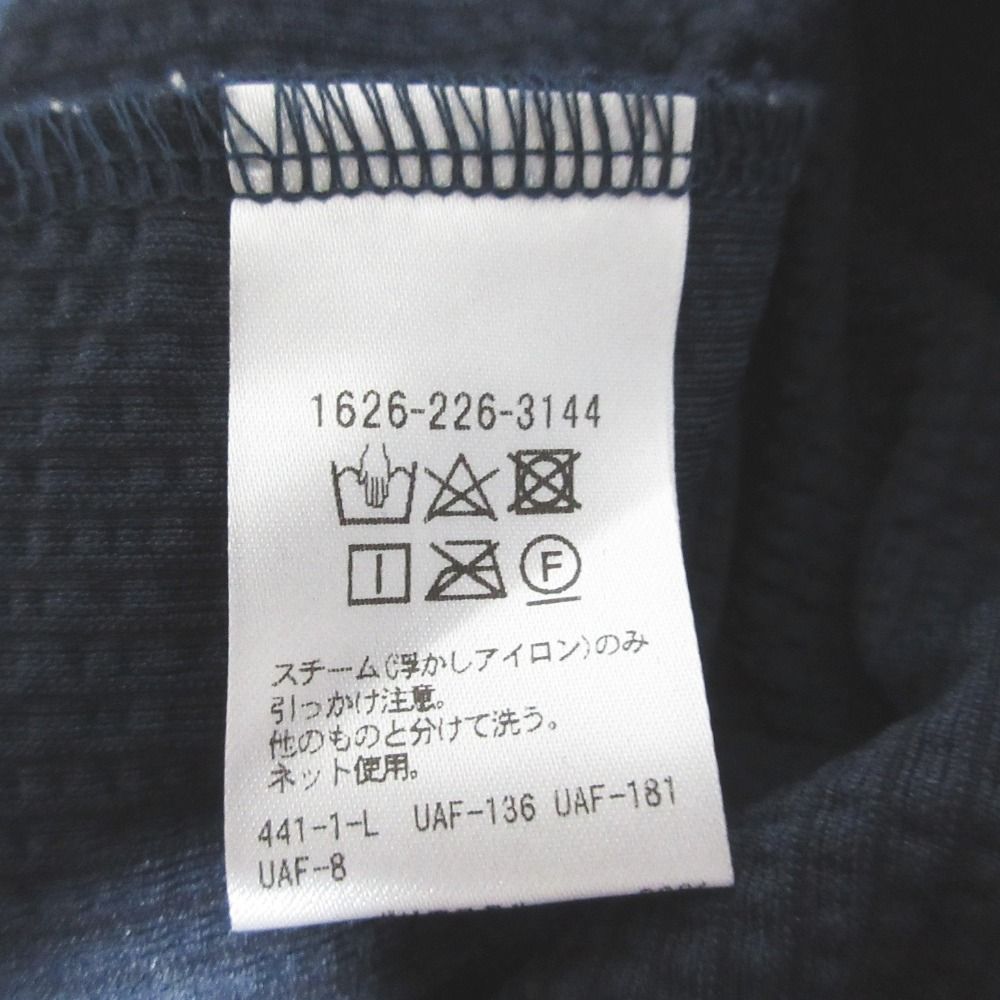 1626-226-3144
F
スチーム(浮かしアイロン)のみ
引っかけ注意。
他のものと分けて洗う。
ネット使用。
441-1-L UAF-136 UAF-181
UAF-8